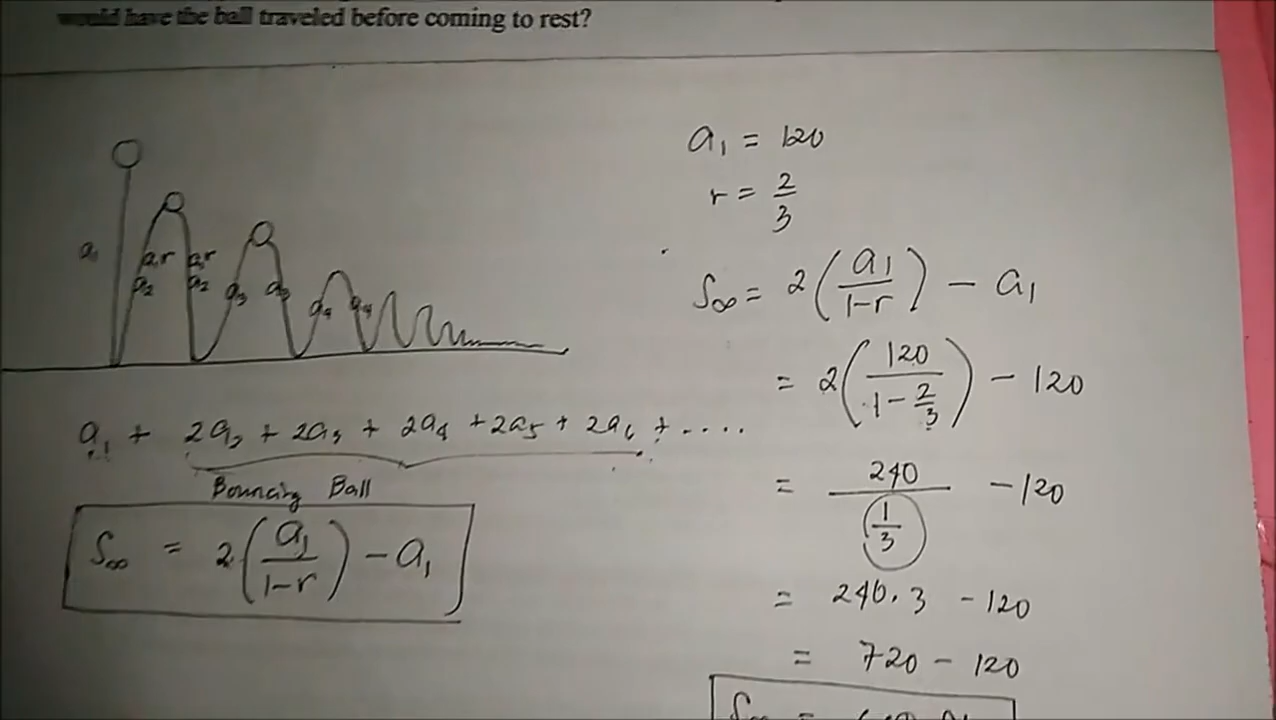 would have the ball traveled before coming to rest?
a₁
a₁r a₁r
a₂ a₂
a₃ a₃
a₄ a₄
a₁ + 2a₂ + 2a₃ + 2a₄ + 2a₅ + 2a₆ + ....
Bouncing Ball
S∞ = 2(a₁/1-r) - a₁
a₁ = 120
r = 2/3
S∞ = 2(a₁/1-r) - a₁
= 2(120/1-2/3) - 120
= 240/(1/3) - 120
= 240.3 - 120
= 720 - 120